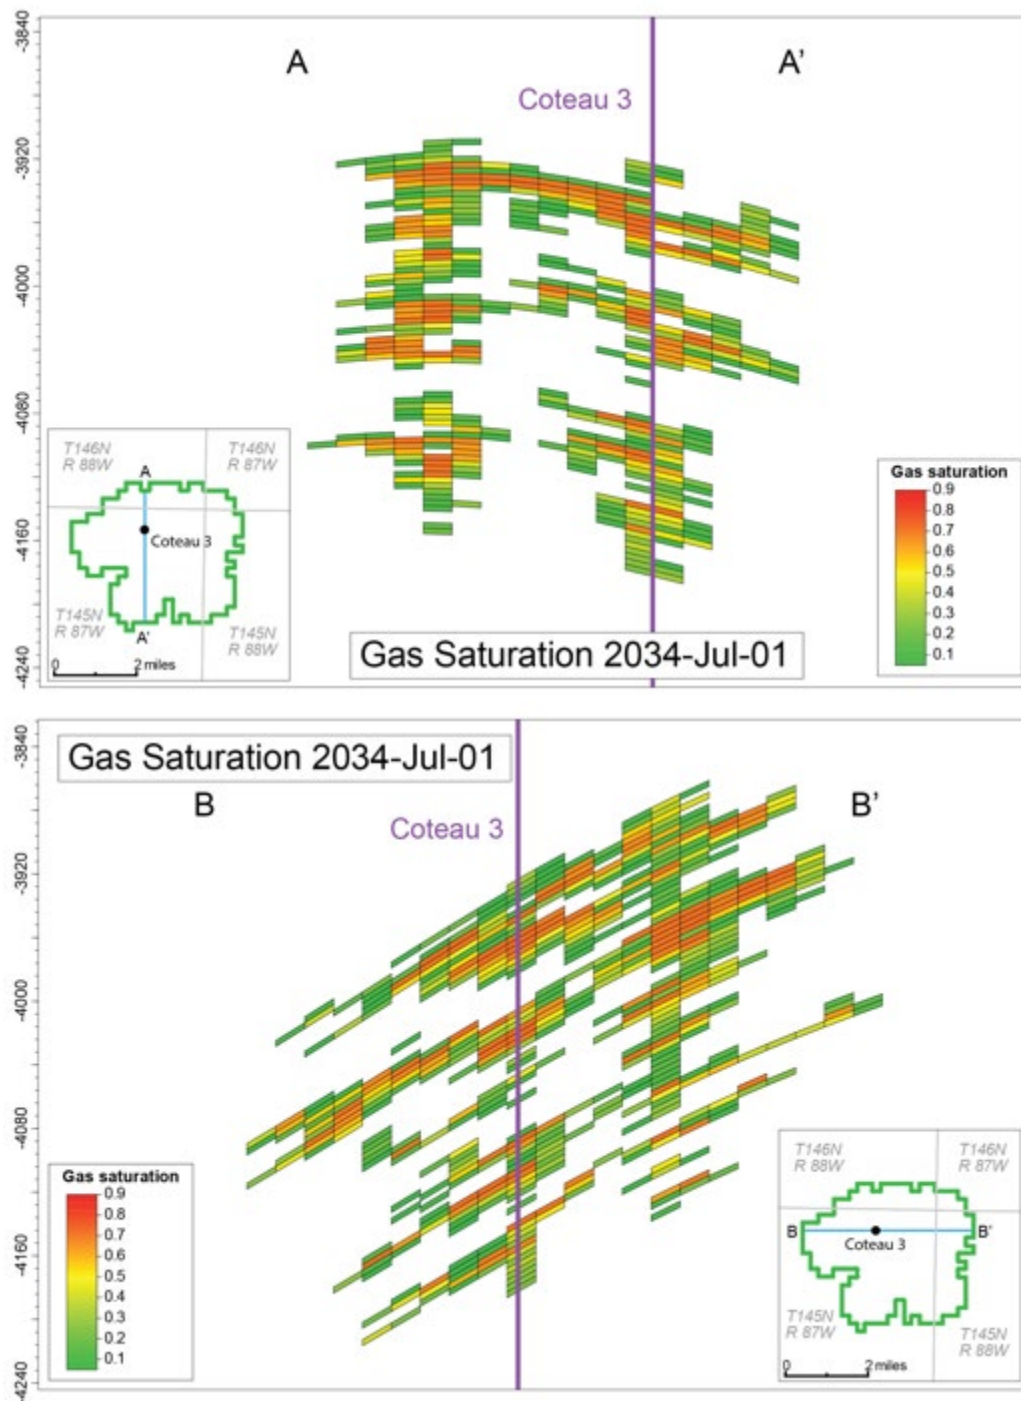 -3840
-3920
-4000
-4080
-4160
-4240
A
A'
Coteau 3
T146N
R 88W
T146N
R 87W
A
Coteau 3
T145N
R 87W
A'
T145N
R 88W
0
2 miles
Gas Saturation 2034-Jul-01
Gas saturation
0.9
0.8
0.7
0.6
0.5
0.4
0.3
0.2
0.1
-3840
-3920
-4000
-4080
-4160
-4240
Gas Saturation 2034-Jul-01
B
B'
Coteau 3
Gas saturation
0.9
0.8
0.7
0.6
0.5
0.4
0.3
0.2
0.1
T146N
R 88W
T146N
R 87W
B
B'
Coteau 3
T145N
R 87W
T145N
R 88W
0
2 miles